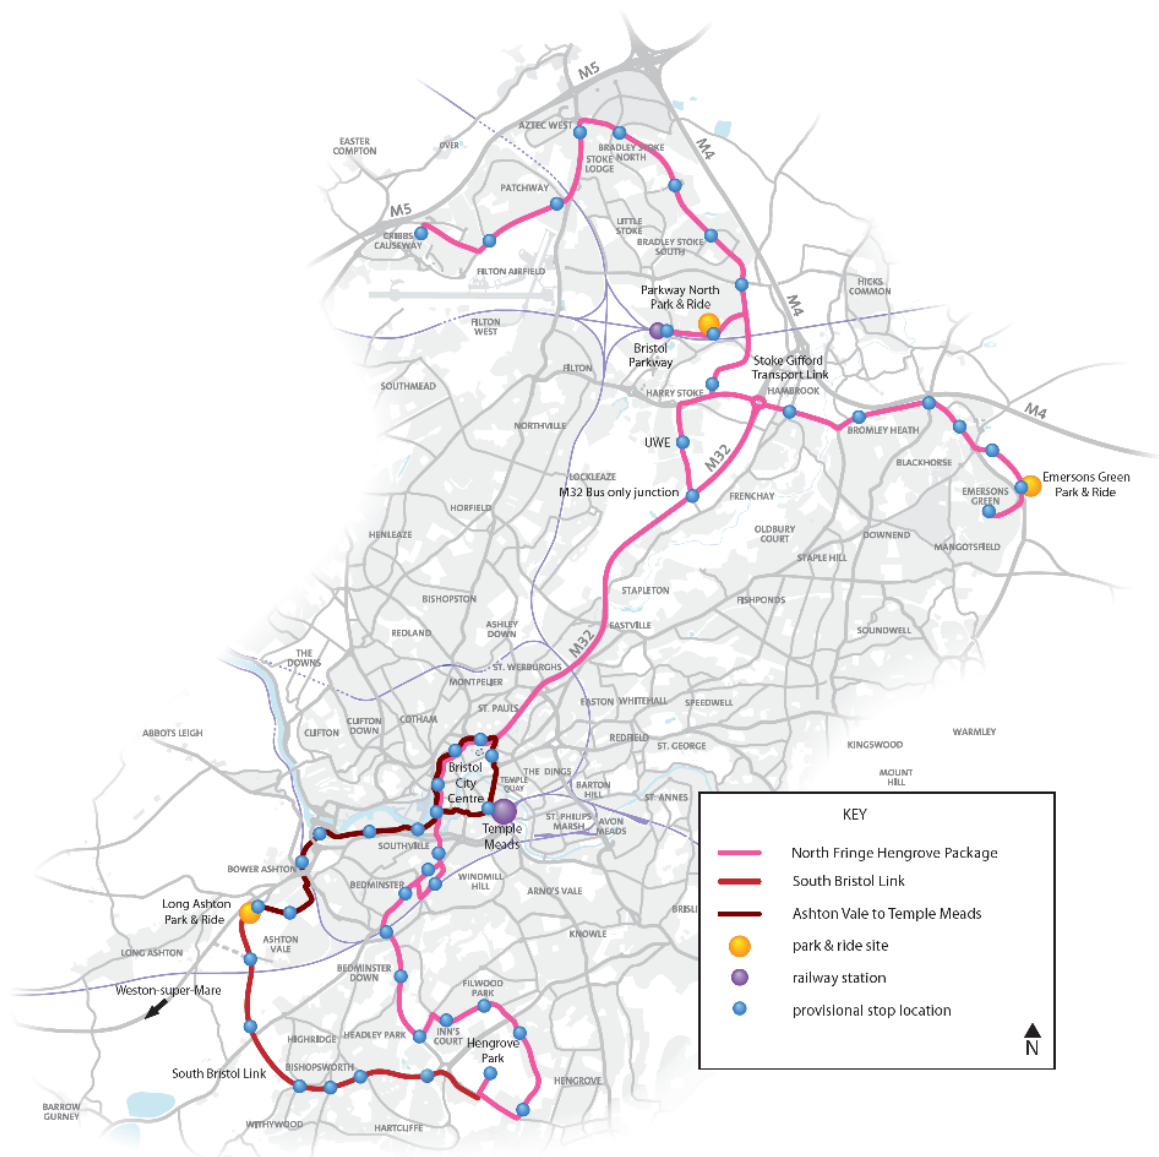 M5
AZTEC WEST
EASTER
COMPTON
OVER
BRADLEY STOKE
NORTH
M4
STOKE
LODGE
PATCHWAY
M5
LITTLE
STOKE
CRIBBS
CAUSEWAY
BRADLEY STOKE
SOUTH
FILTON AIRFIELD
HICKS
COMMON
Parkway North
Park & Ride
M4
FILTON
WEST
Bristol
Parkway
Stoke Gifford
Transport Link
FILTON
SOUTHMEAD
HARRY STOKE
HAMBROOK
M4
NORTHVILLE
BROMLEY HEATH
UWE
M32
BLACKHORSE
LOCKLEAZE
Emersons Green
Park & Ride
M32 Bus only junction
FRENCHAY
EMERSONS
GREEN
HORFIELD
OLDBURY
COURT
HENLEAZE
DOWNEND
MANGOTSFIELD
STAPLE HILL
STAPLETON
BISHOPSTON
FISHPONDS
EASTVILLE
ASHLEY
DOWN
REDLAND
SOUNDWELL
M32
THE
DOWNS
ST. WERBURGHS
MONTPELIER
EASTON
WHITEHALL
SPEEDWELL
ST. PAULS
COTHAM
CLIFTON
DOWN
CLIFTON
ABBOTS LEIGH
REDFIELD
ST. GEORGE
WARMLEY
KINGSWOOD
Bristol
City
Centre
THE DINGS
TEMPLE
QUAY
BARTON
HILL
MOUNT
HILL
ST. ANNES
ST. PHILIPS
MARSH
AVON
MEADS
Temple
Meads
SOUTHVILLE
KEY
North Fringe Hengrove Package
South Bristol Link
Ashton Vale to Temple Meads
park & ride site
railway station
provisional stop location
N
BOWER ASHTON
BEDMINSTER
WINDMILL
HILL
ARNO'S VALE
BRISLI
Long Ashton
Park & Ride
ASHTON
VALE
LONG ASHTON
KNOWLE
BEDMINSTER
DOWN
FILWOOD
PARK
Weston-super-Mare
HIGHRIDGE
HEADLEY PARK
INN'S
COURT
Hengrove
Park
South Bristol Link
BISHOPSWORTH
HENGROVE
BARROW
GURNEY
WITHYWOOD
HARTCLIFFE